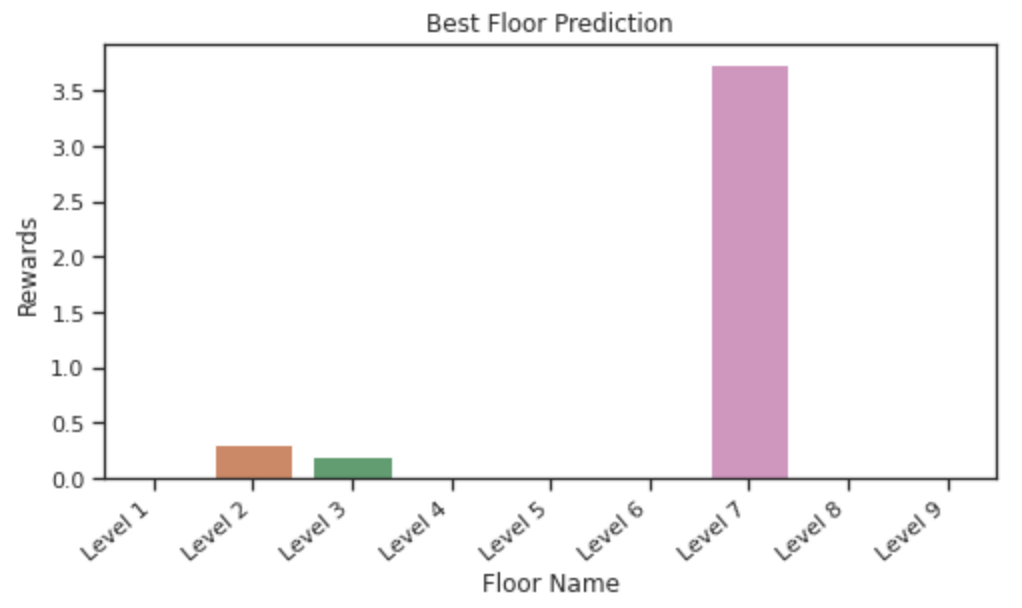 Best Floor Prediction
Rewards
3.5
3.0
2.5
2.0
1.5
1.0
0.5
0.0
Level 1
Level 2
Level 3
Level 4
Level 5
Level 6
Level 7
Level 8
Level 9
Floor Name